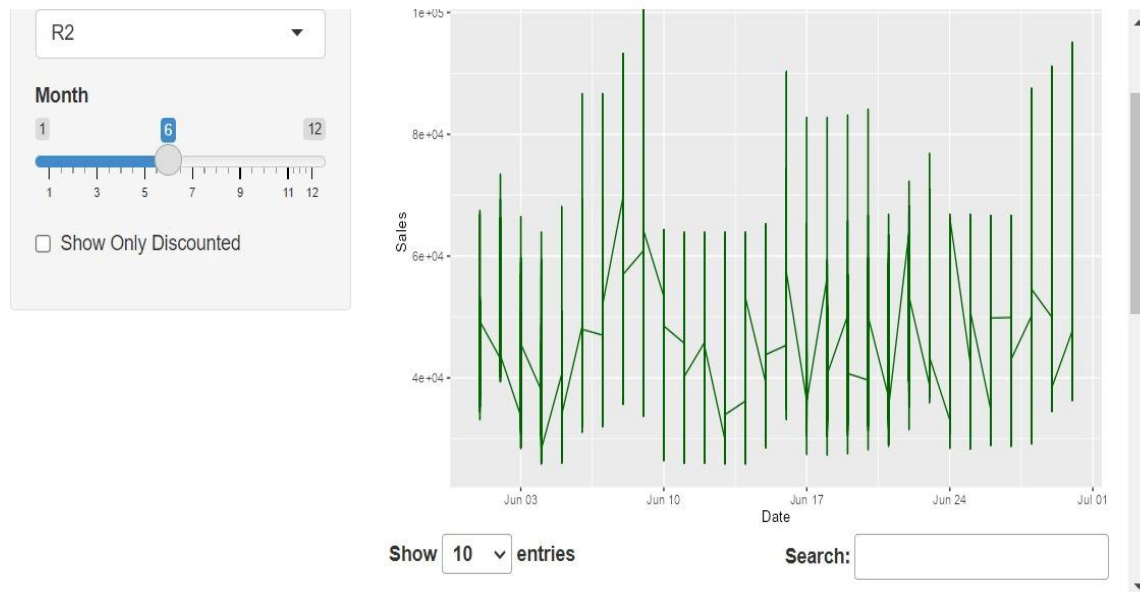 R2
Month
1 6 12
1 3 5 7 9 11 12
Show Only Discounted
1e+05
8e+04
6e+04
4e+04
Sales
Jun 03 Jun 10 Jun 17 Jun 24 Jul 01
Date
Show 10 entries Search: